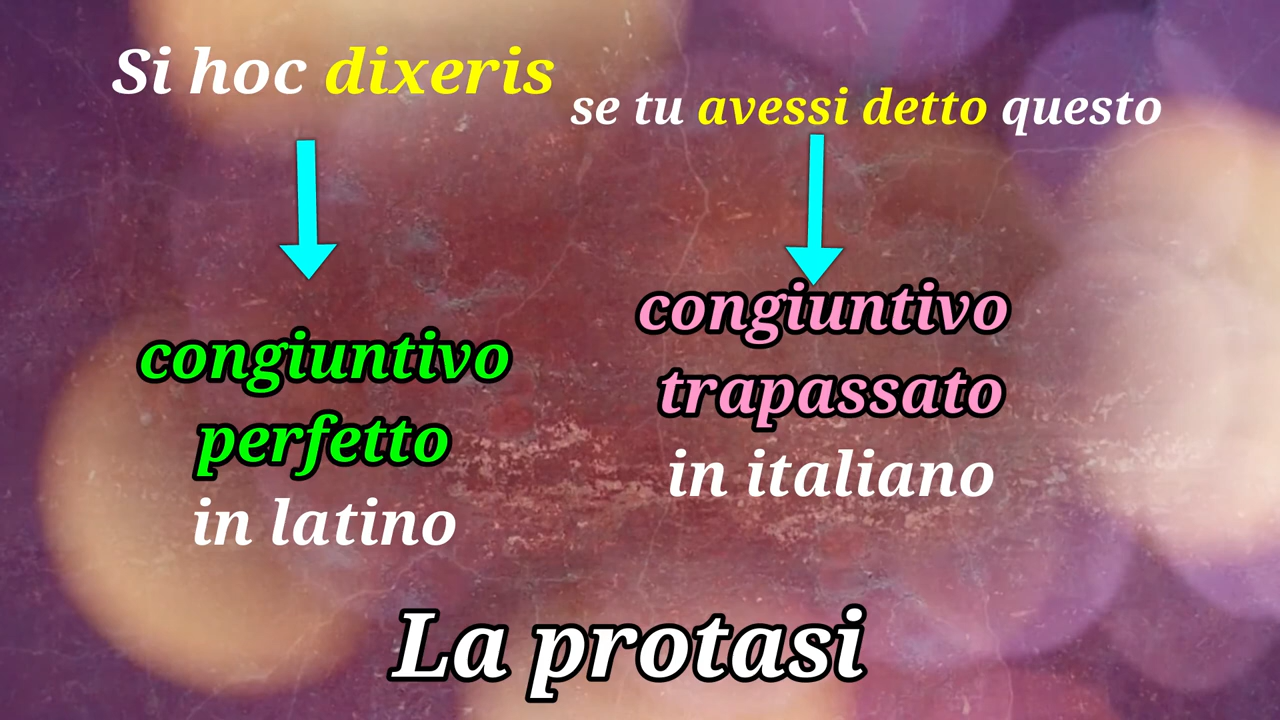 Si hoc dixeris
se tu avessi detto questo
congiuntivo
perfetto
in latino
congiuntivo
trapassato
in italiano
La protasi